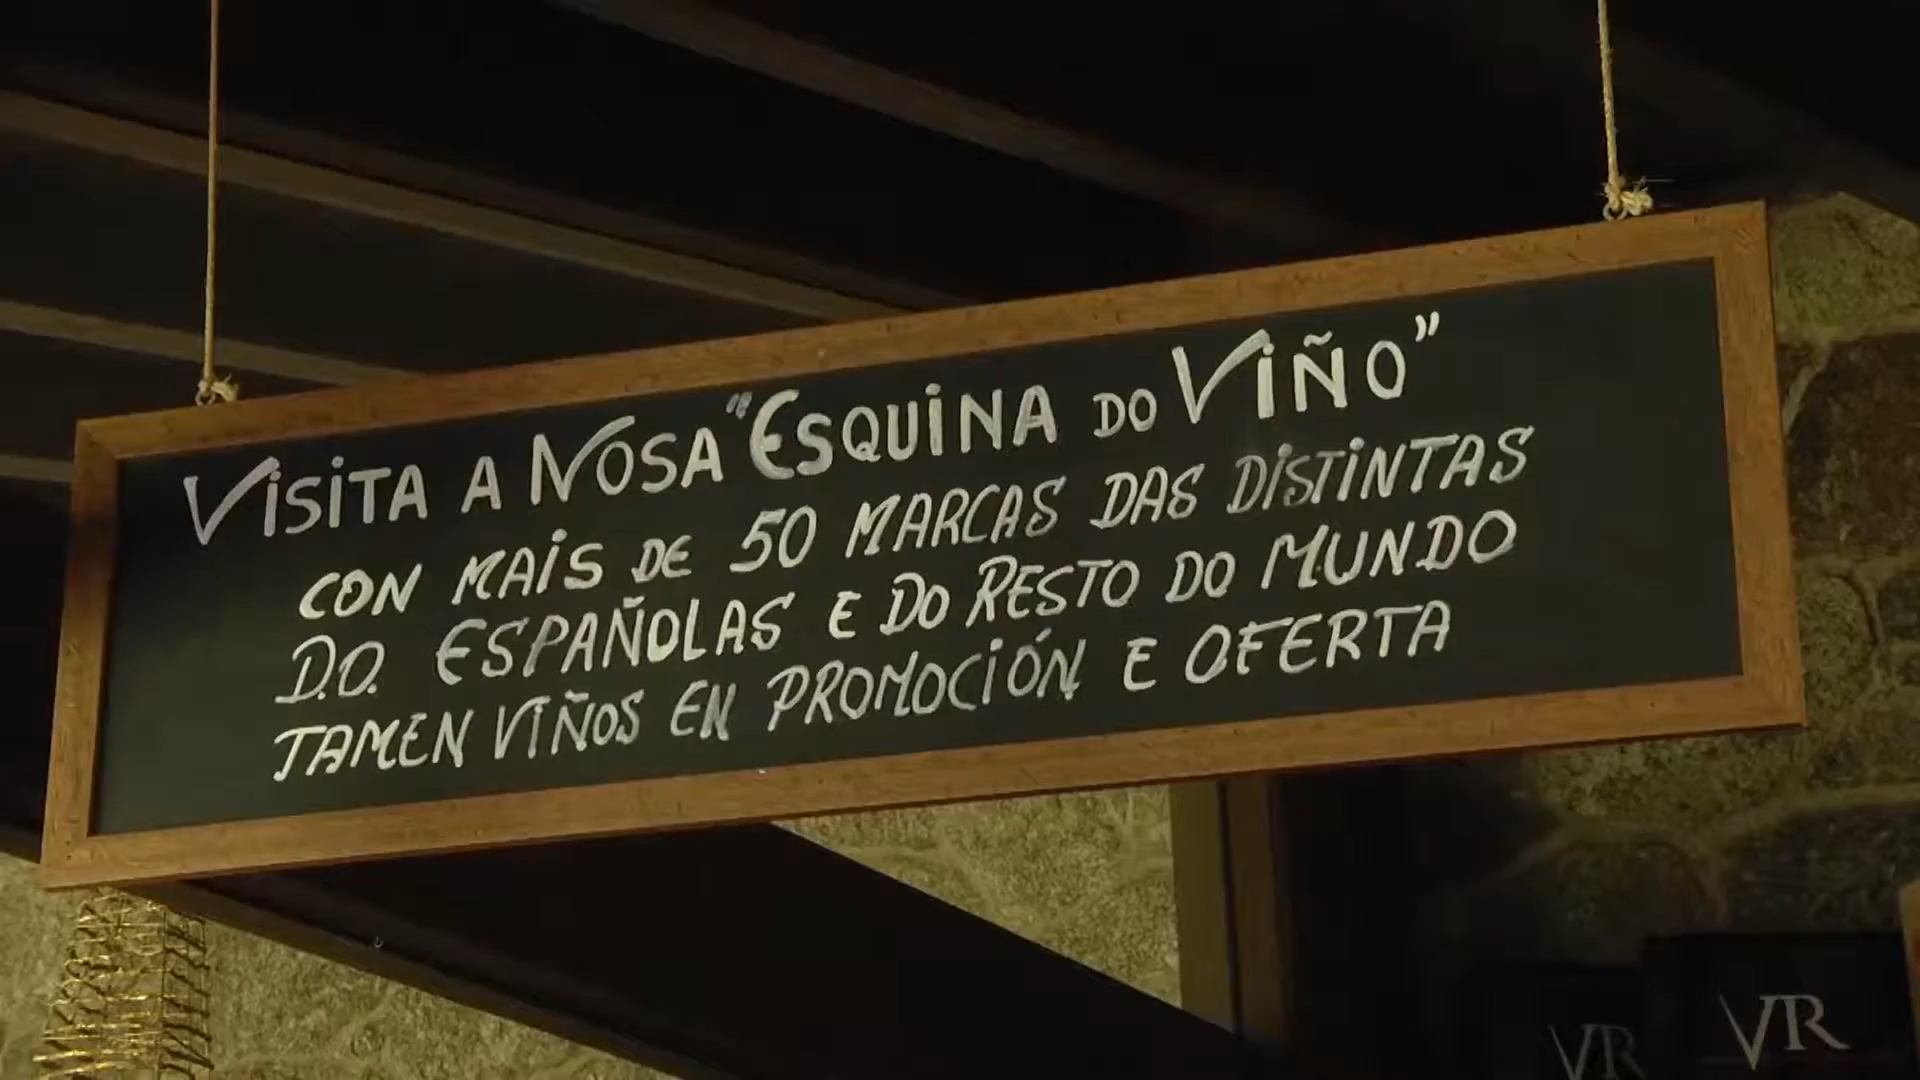 VISITA A NOSA "ESQUINA DO VIÑO"
CON MAIS DE 50 MARCAS DAS DISTINTAS
D.O. ESPAÑOLAS E DO RESTO DO MUNDO
TAMEN VIÑOS EN PROMOCIÓN E OFERTA
VR
VR